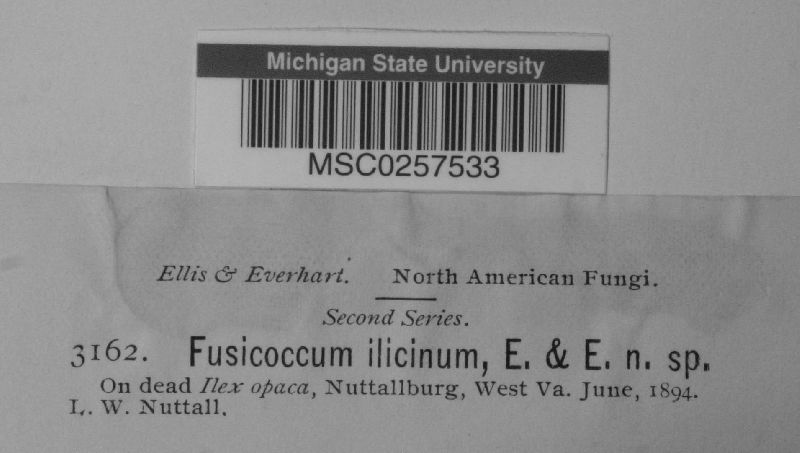 Michigan State University
MSC0257533
Ellis & Everhart. North American Fungi.
Second Series.
3162. Fusicoccum ilicinum, E. & E. n. sp.
On dead Ilex opaca, Nuttallburg, West Va. June, 1894.
L. W. Nuttall.